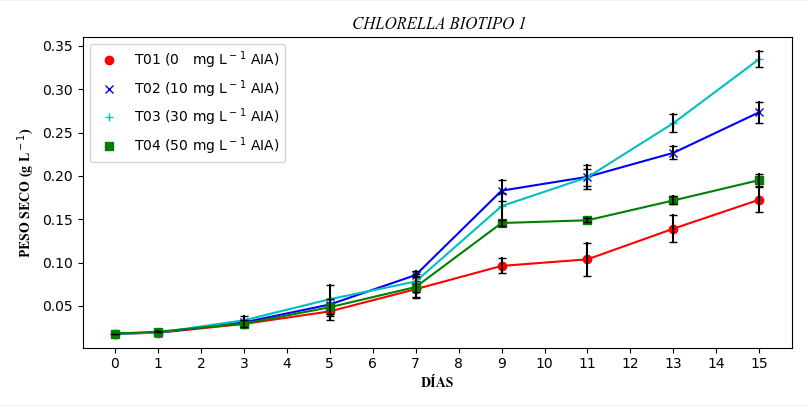 CHLORELLA BIOTIPO 1
T01 (0 mg L⁻¹ AIA)
T02 (10 mg L⁻¹ AIA)
T03 (30 mg L⁻¹ AIA)
T04 (50 mg L⁻¹ AIA)
PESO SECO (g L⁻¹)
0.35
0.30
0.25
0.20
0.15
0.10
0.05
0 1 2 3 4 5 6 7 8 9 10 11 12 13 14 15
DÍAS